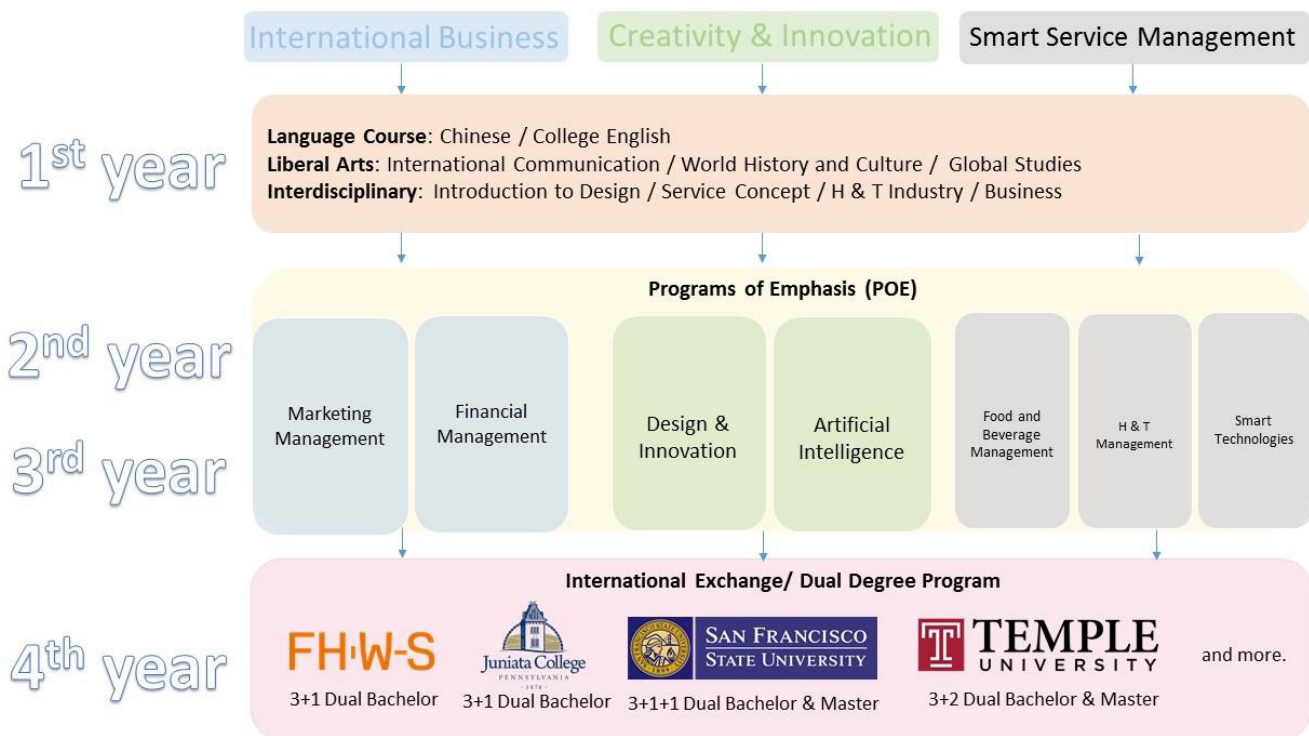 International Business
Creativity & Innovation
Smart Service Management
1st year
Language Course: Chinese / College English
Liberal Arts: International Communication / World History and Culture / Global Studies
Interdisciplinary: Introduction to Design / Service Concept / H & T Industry / Business
Programs of Emphasis (POE)
2nd year
3rd year
Marketing
Management
Financial
Management
Design &
Innovation
Artificial
Intelligence
Food and
Beverage
Management
H & T
Management
Smart
Technologies
International Exchange/ Dual Degree Program
4th year
FH·W-S
3+1 Dual Bachelor
Juniata College
PENNSYLVANIA
· 1876 ·
3+1 Dual Bachelor
SAN FRANCISCO
STATE UNIVERSITY
3+1+1 Dual Bachelor & Master
TEMPLE
UNIVERSITY
3+2 Dual Bachelor & Master
and more.